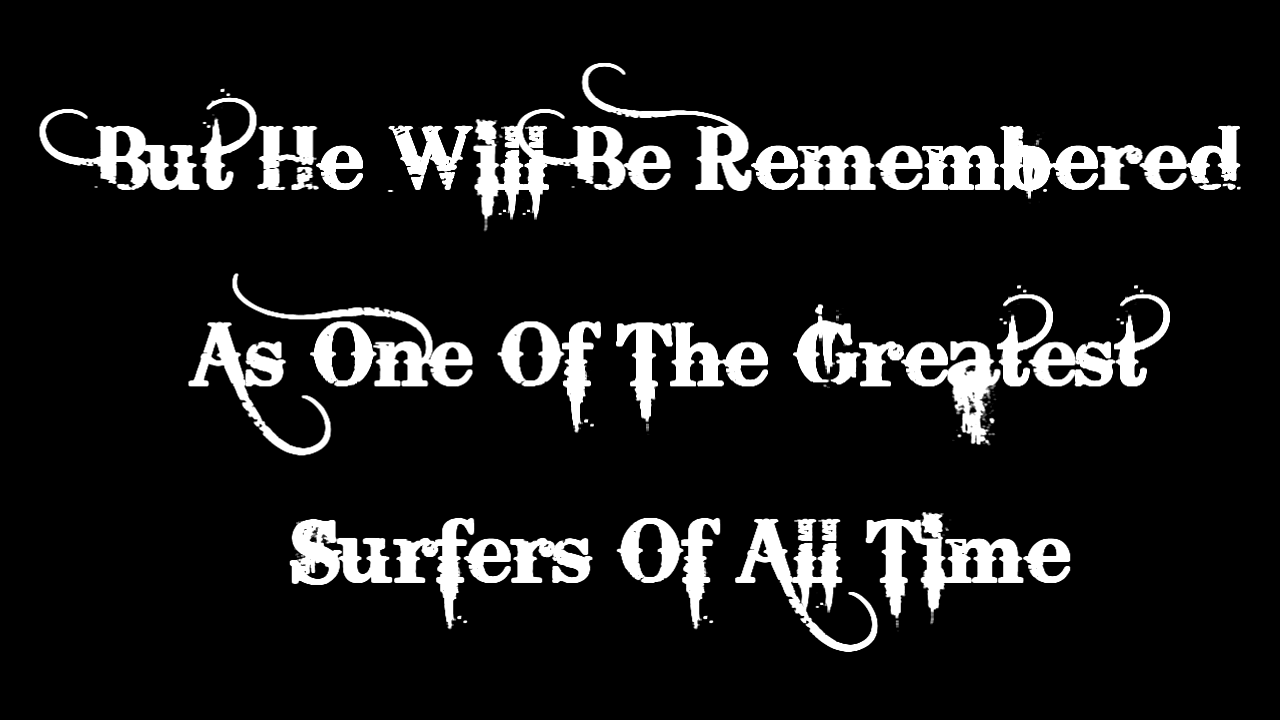 But He Will Be Remembered
As One Of The Greatest
Surfers Of All Time